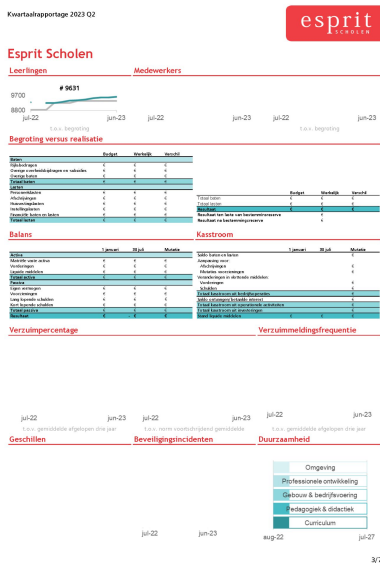 Kwartaalrapportage 2023 Q2
esprit
SCHOLEN
Esprit Scholen
Leerlingen
Medewerkers
# 9631
9700
8800
jul-22 jun-23 jul-22 jun-23 jul-22 jun-23
t.o.v. begroting t.o.v. begroting
Begroting versus realisatie
Budget Werkelijk Verschil
Baten
Rijksbijdragen € € €
Overige overheidsbijdragen en -subsidies € € €
Overige baten € € €
Totaal baten € € €
Lasten
Personeelslasten € € €
Afschrijvingen € € €
Huisvestingslasten € € €
Instellingslasten € € €
Financiële baten en lasten € € €
Totaal lasten € € €
Budget Werkelijk Verschil
Totaal baten € € €
Totaal lasten € € €
Resultaat € € €
Resultaat ten laste van bestemmingsreserve €
Resultaat na bestemmingsreserve €
Balans
1 januari 30 juli Mutatie
Activa
Materiële vaste activa € € €
Vorderingen € € €
Liquide middelen € € €
Totaal activa € € €
Passiva
Eigen vermogen € € €
Voorzieningen € € €
Lang lopende schulden € € €
Kort lopende schulden € € €
Totaal passiva € € €
Resultaat € - € €
Kasstroom
1 januari 30 juli Mutatie
Saldo baten en lasten €
Aanpassing voor:
Afschrijvingen €
Mutaties voorzieningen €
Veranderingen in vlottende middelen:
Vorderingen €
Schulden €
Totaal kasstroom uit bedrijfsoperaties €
Saldo ontvangen/betaalde interest €
Totaal kasstroom uit operationele activiteiten €
Totaal kasstroom uit investeringen €
Stand liquide middelen € € €
Verzuimpercentage
Verzuimmeldingsfrequentie
jul-22 jun-23 jul-22 jun-23 jul-22 jun-23
t.o.v. gemiddelde afgelopen drie jaar t.o.v. norm voortschrijdend gemiddelde t.o.v. gemiddelde afgelopen drie jaar
Geschillen
Beveiligingsincidenten
Duurzaamheid
Omgeving
Professionele ontwikkeling
Gebouw & bedrijfsvoering
Pedagogiek & didactiek
Curriculum
jul-22 jun-23
aug-22 jul-27
3/7